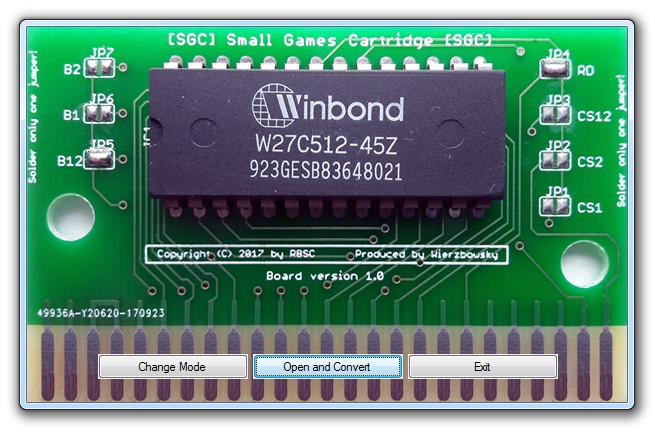 [SGC] Small Games Cartridge [SGC]
JP7
B2
JP6
B1
JP5
B12
Solder only one jumper!
IC1
Winbond
W27C512-45Z
923GESB83648021
JP4
RD
JP3
CS12
JP2
CS2
JP1
CS1
Solder only one jumper!
Copyright (C) 2017 by RBSC Produced by Wierzbowsky
Board version 1.0
49936A-Y20620-170923
Change Mode
Open and Convert
Exit